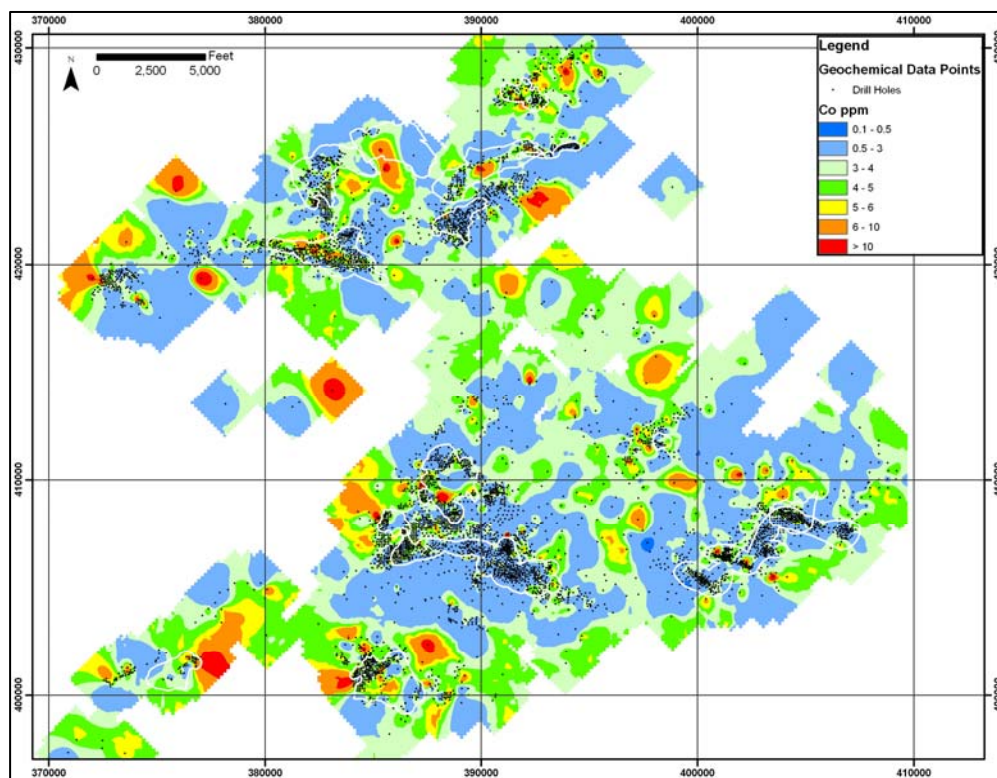 370000 380000 390000 400000 410000
430000
N
Feet
0 2,500 5,000
Legend
Geochemical Data Points
Drill Holes
Co ppm
0.1 - 0.5
0.5 - 3
3 - 4
4 - 5
5 - 6
6 - 10
> 10
420000
410000
400000
370000 380000 390000 400000 410000